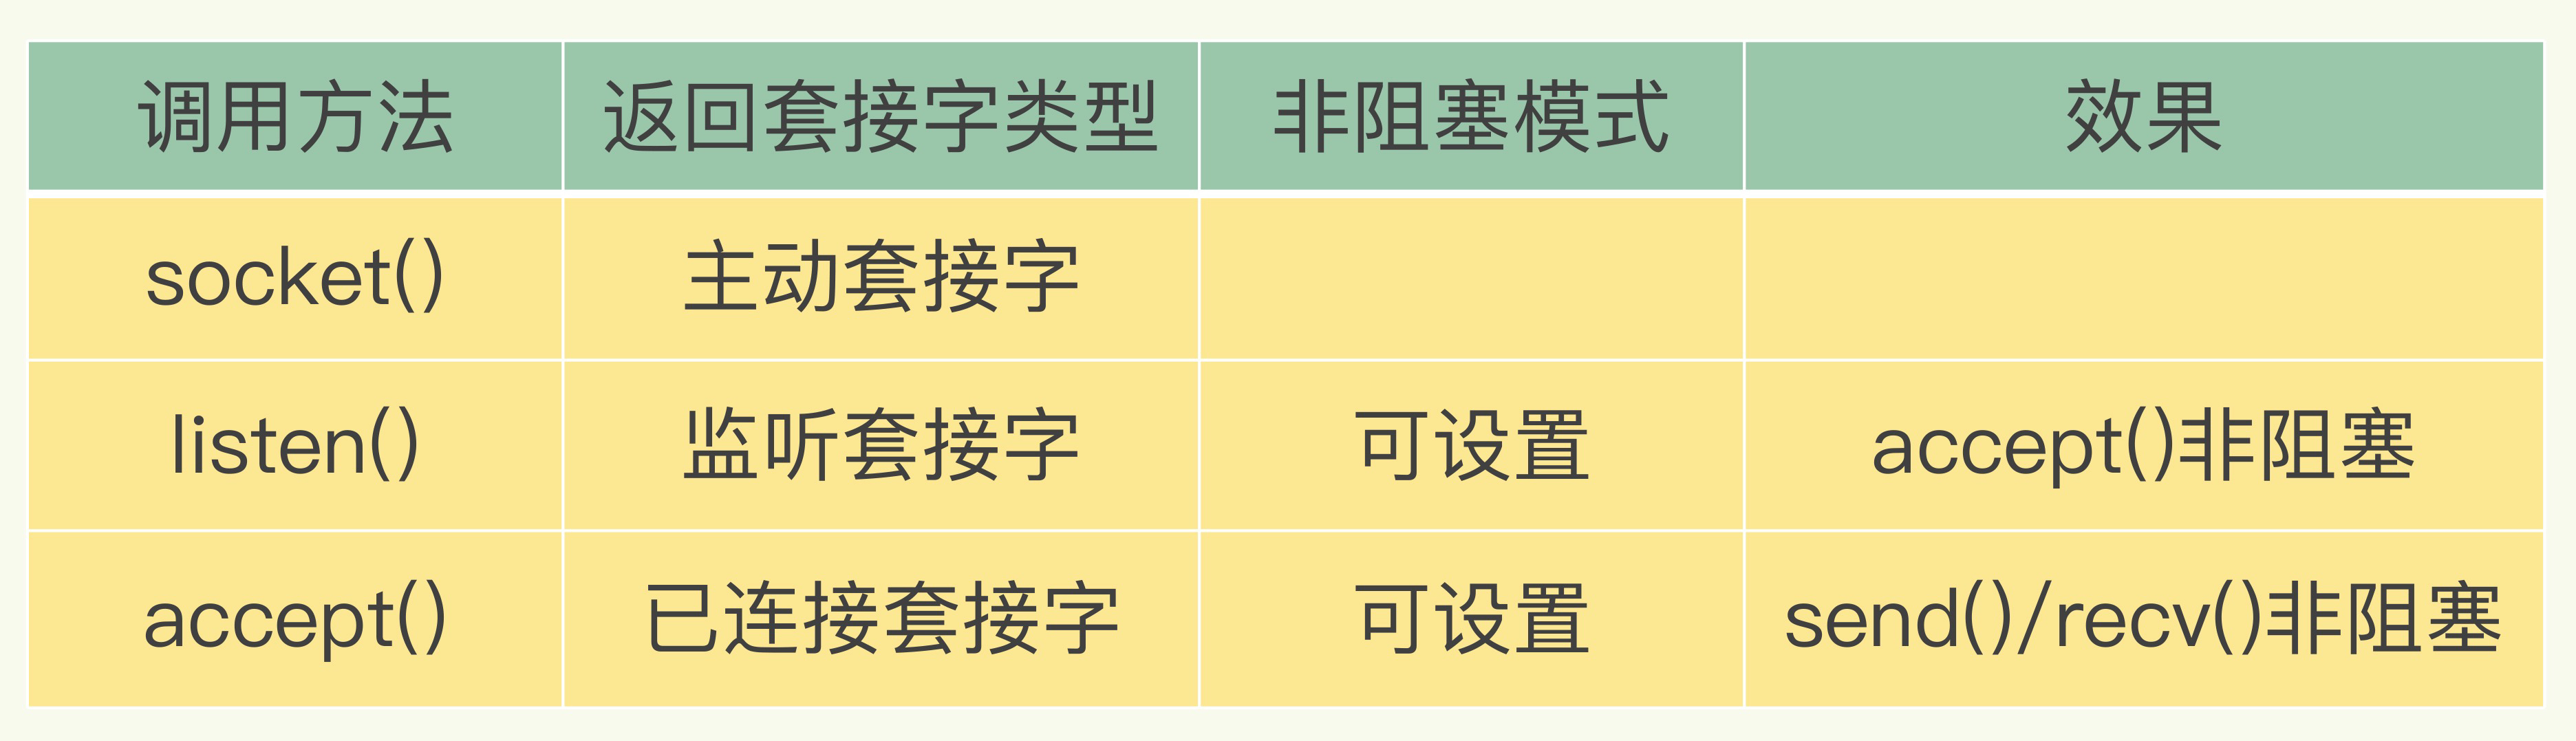 调用方法 返回套接字类型 非阻塞模式 效果
socket() 主动套接字
listen() 监听套接字 可设置 accept()非阻塞
accept() 已连接套接字 可设置 send()/recv()非阻塞